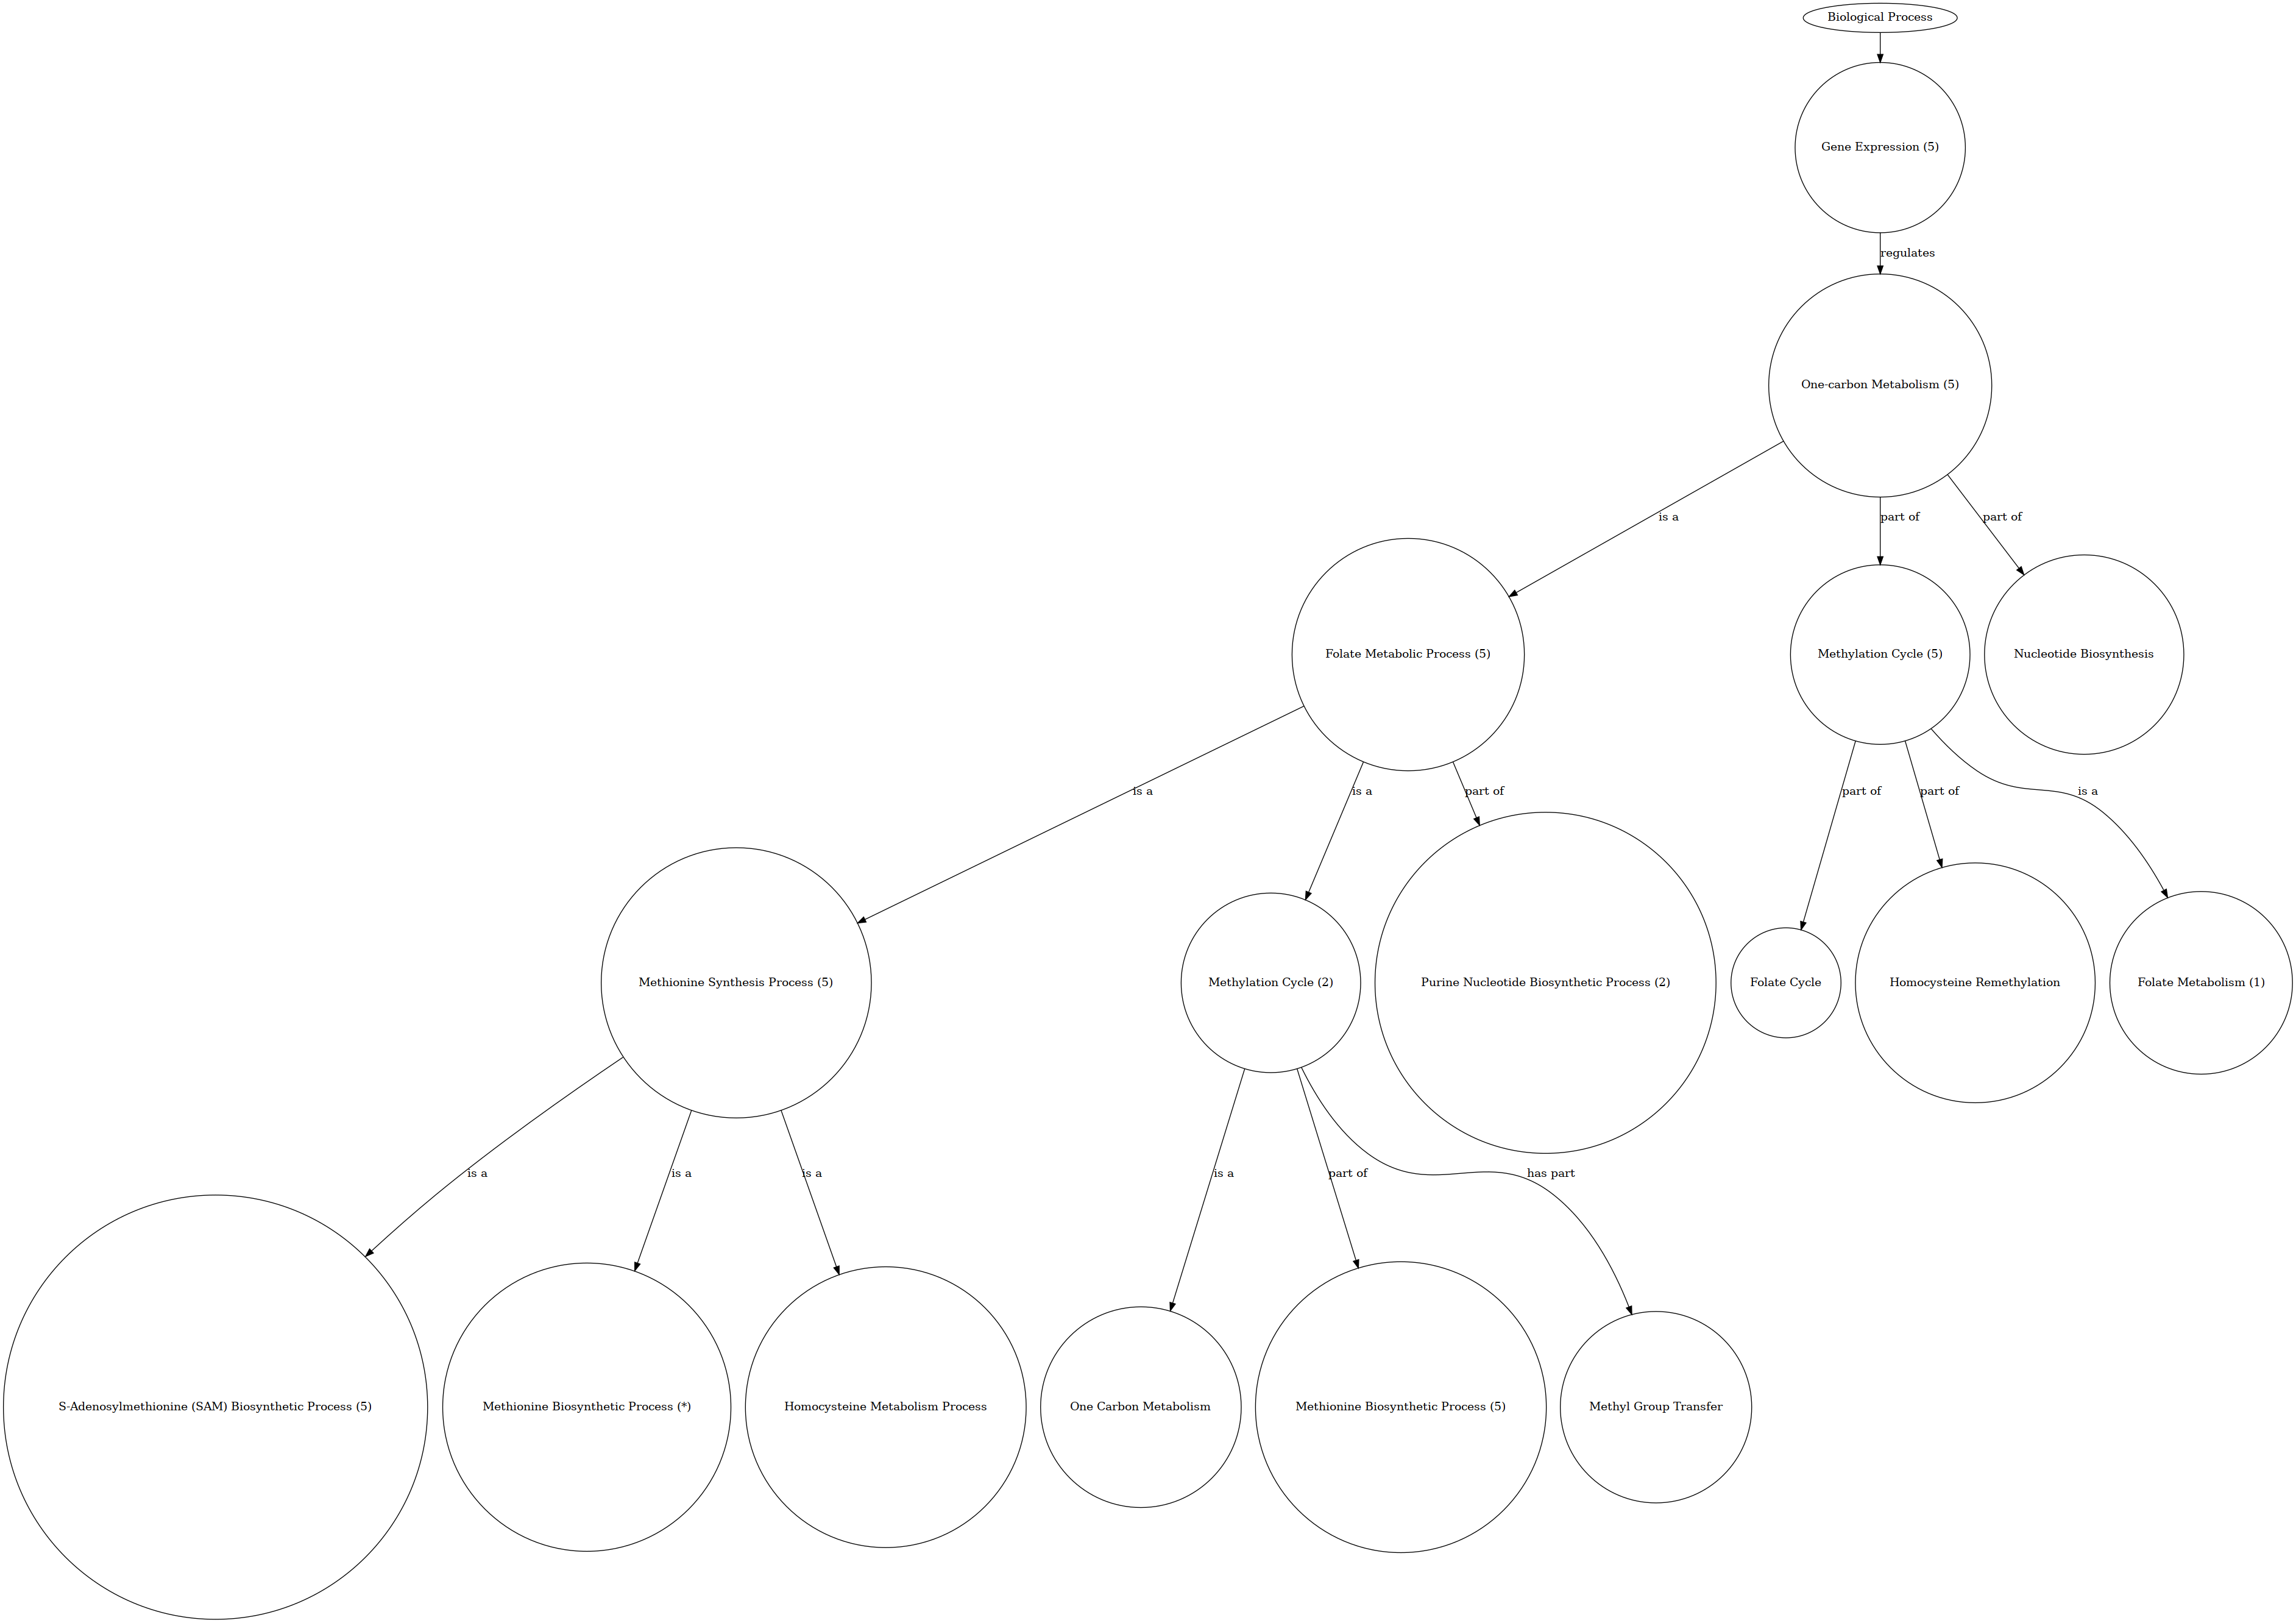 Biological Process
Gene Expression (5)
regulates
One-carbon Metabolism (5)
is a
part of
part of
Folate Metabolic Process (5)
Methylation Cycle (5)
Nucleotide Biosynthesis
is a
is a
part of
part of
part of
is a
Methionine Synthesis Process (5)
Methylation Cycle (2)
Purine Nucleotide Biosynthetic Process (2)
Folate Cycle
Homocysteine Remethylation
Folate Metabolism (1)
is a
is a
is a
is a
part of
has part
S-Adenosylmethionine (SAM) Biosynthetic Process (5)
Methionine Biosynthetic Process (*)
Homocysteine Metabolism Process
One Carbon Metabolism
Methionine Biosynthetic Process (5)
Methyl Group Transfer